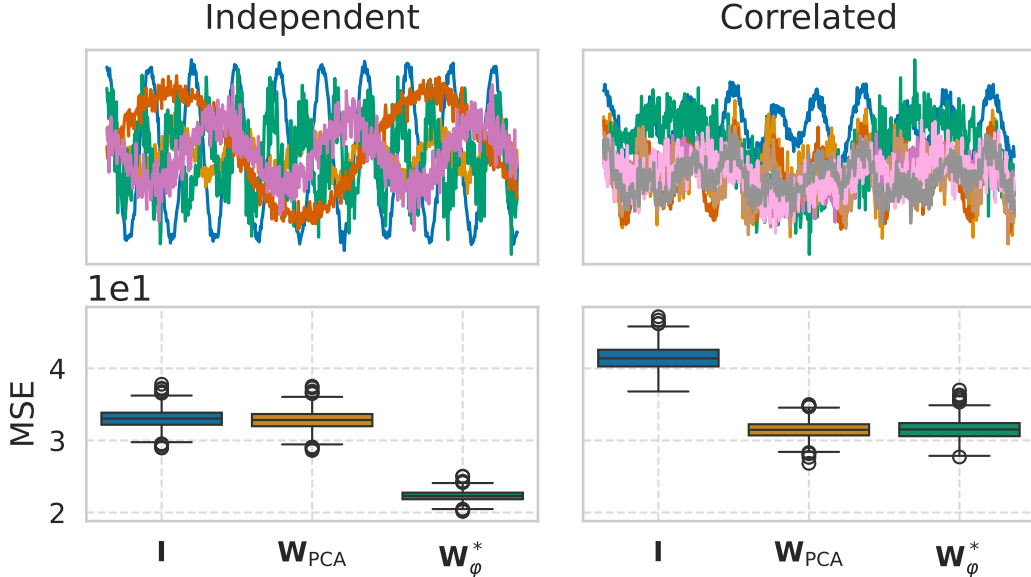 Independent
Correlated
1e1
MSE
4
3
2
I
W_PCA
W*_φ
I
W_PCA
W*_φ